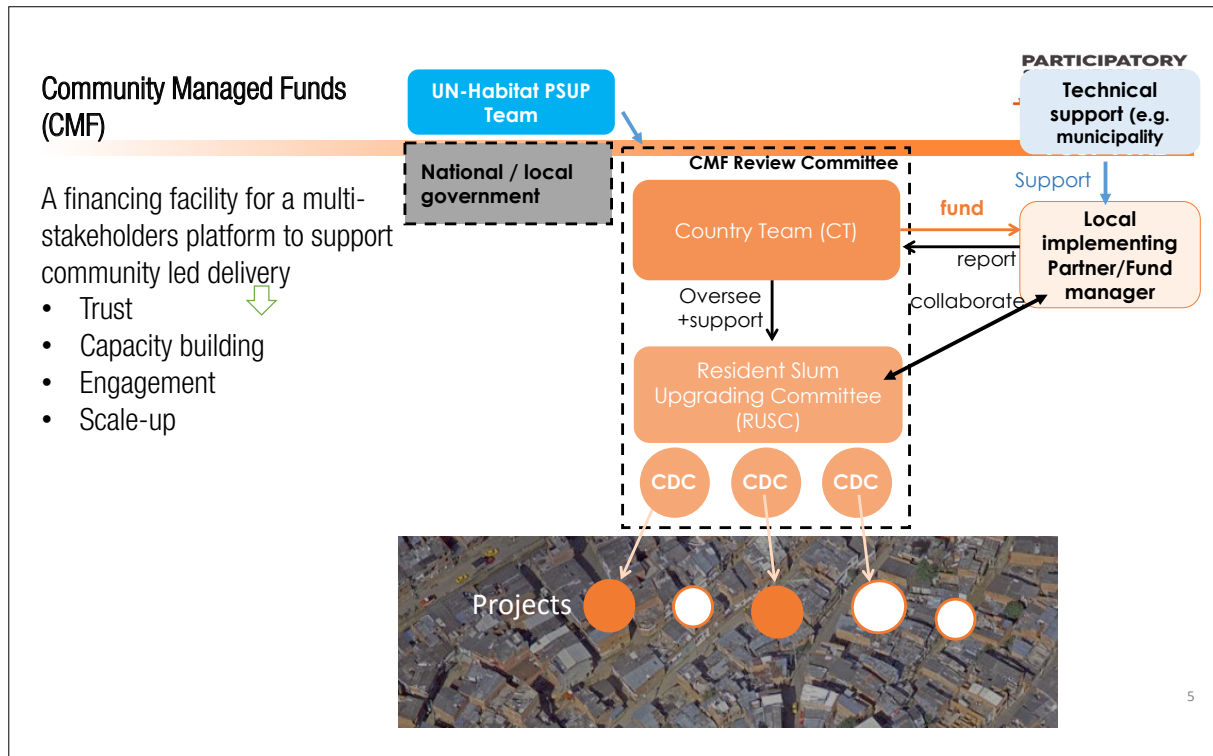 Community Managed Funds
(CMF)
A financing facility for a multi-
stakeholders platform to support
community led delivery
• Trust
• Capacity building
• Engagement
• Scale-up
UN-Habitat PSUP
Team
National / local
government
CMF Review Committee
Country Team (CT)
Oversee
+support
Resident Slum
Upgrading Committee
(RUSC)
CDC
CDC
CDC
fund
report
collaborate
PARTICIPATORY
Technical
support (e.g.
municipality
Support
Local
implementing
Partner/Fund
manager
Projects
5